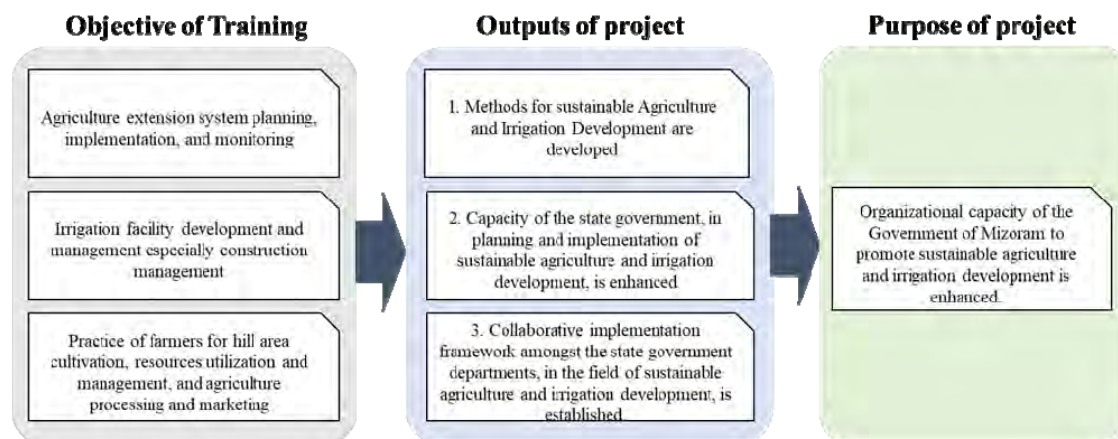 Objective of Training
Agriculture extension system planning,
implementation, and monitoring
Irrigation facility development and
management especially construction
management
Practice of farmers for hill area
cultivation, resources utilization and
management, and agriculture
processing and marketing
Outputs of project
1. Methods for sustainable Agriculture
and Irrigation Development are
developed
2. Capacity of the state government, in
planning and implementation of
sustainable agriculture and irrigation
development, is enhanced
3. Collaborative implementation
framework amongst the state government
departments, in the field of sustainable
agriculture and irrigation development, is
established
Purpose of project
Organizational capacity of the
Government of Mizoram to
promote sustainable agriculture
and irrigation development is
enhanced.